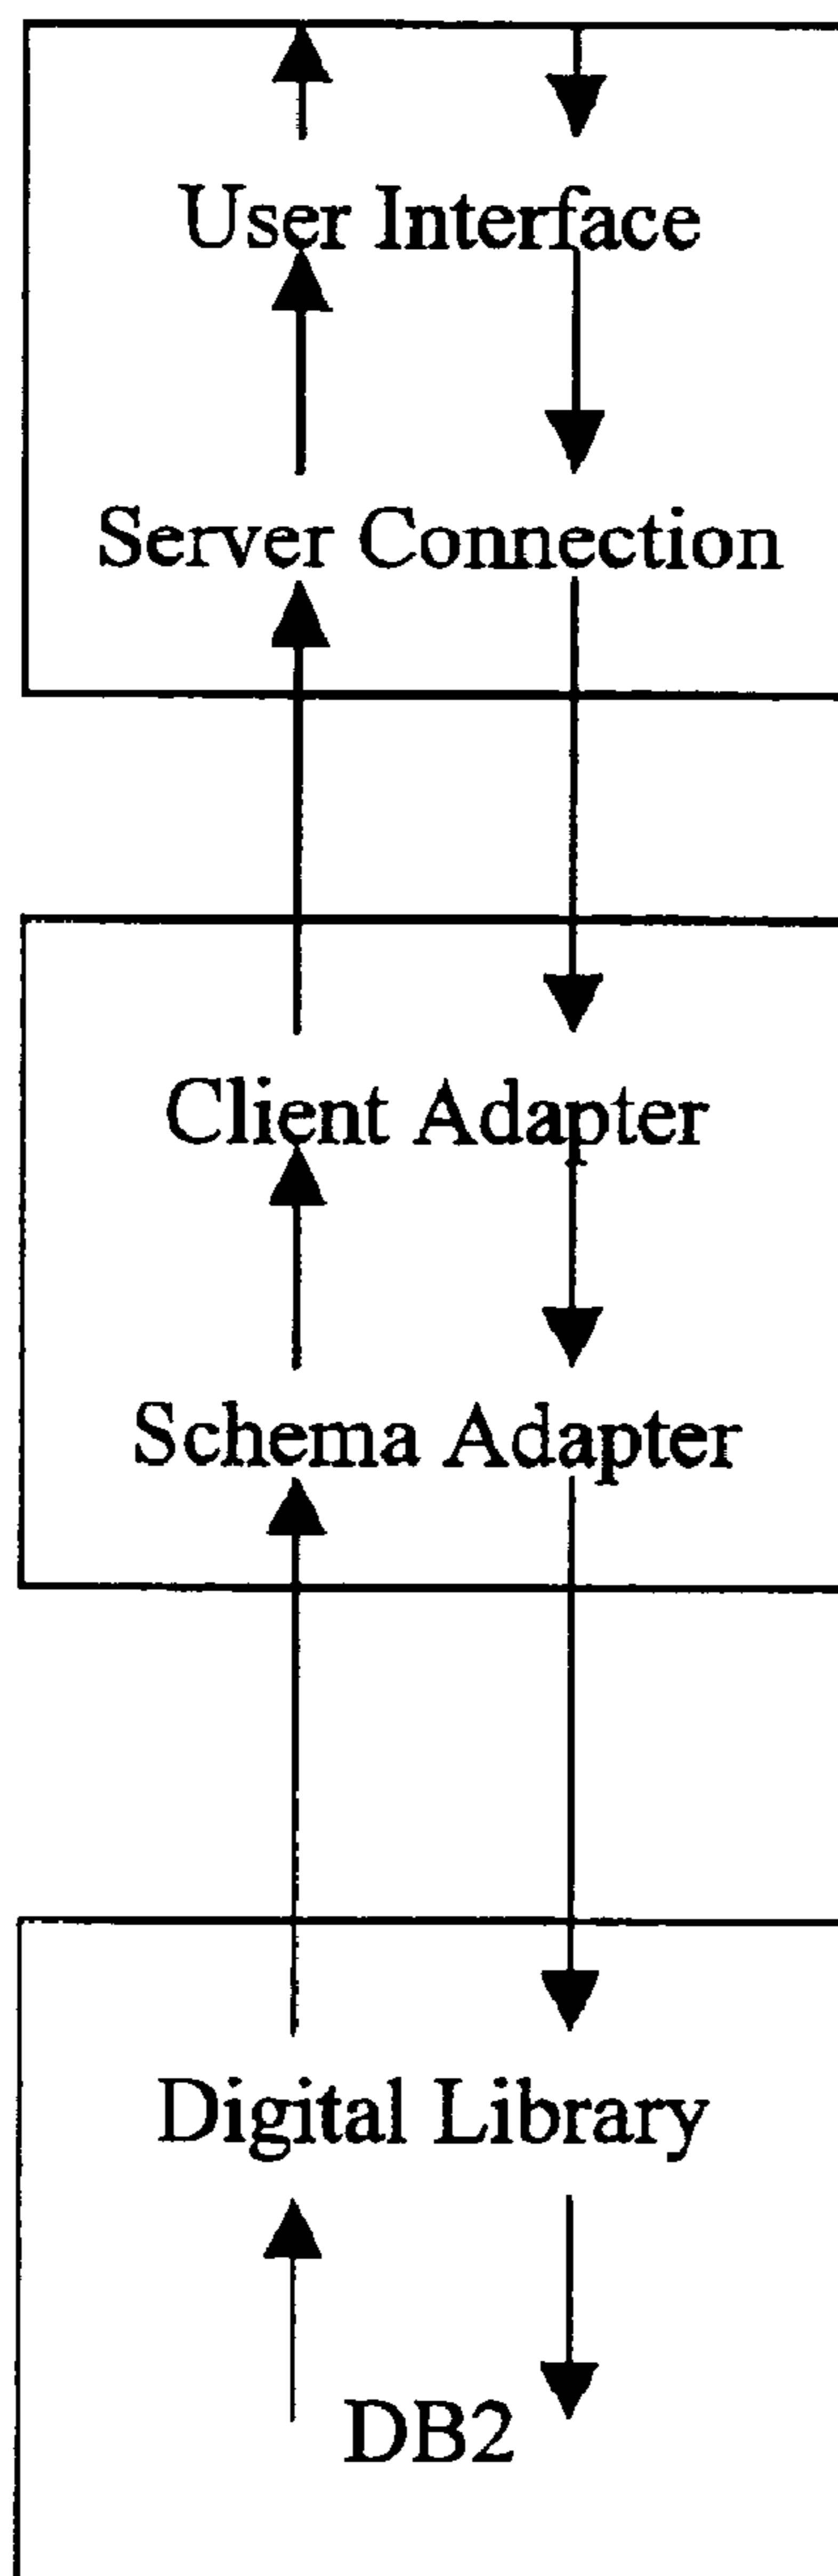 User Interface
Server Connection
Client Adapter
Schema Adapter
Digital Library
DB2